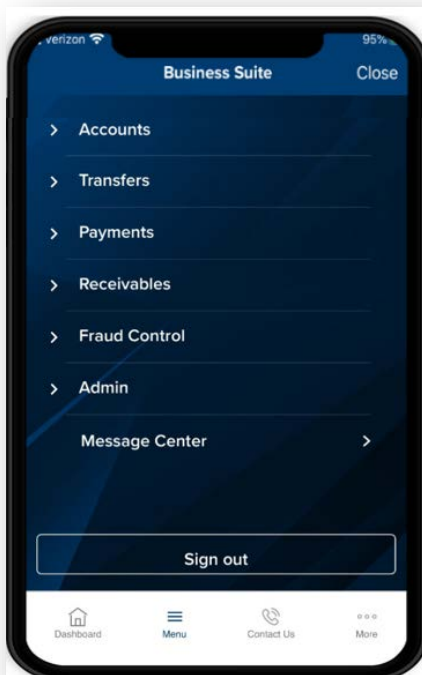 verizon 95%
Business Suite Close
Accounts
Transfers
Payments
Receivables
Fraud Control
Admin
Message Center
Sign out
Dashboard Menu Contact Us More